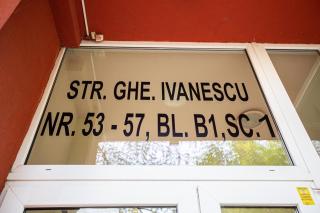 STR. GHE. IVANESCU
NR. 53 - 57, BL. B1, SC. 1